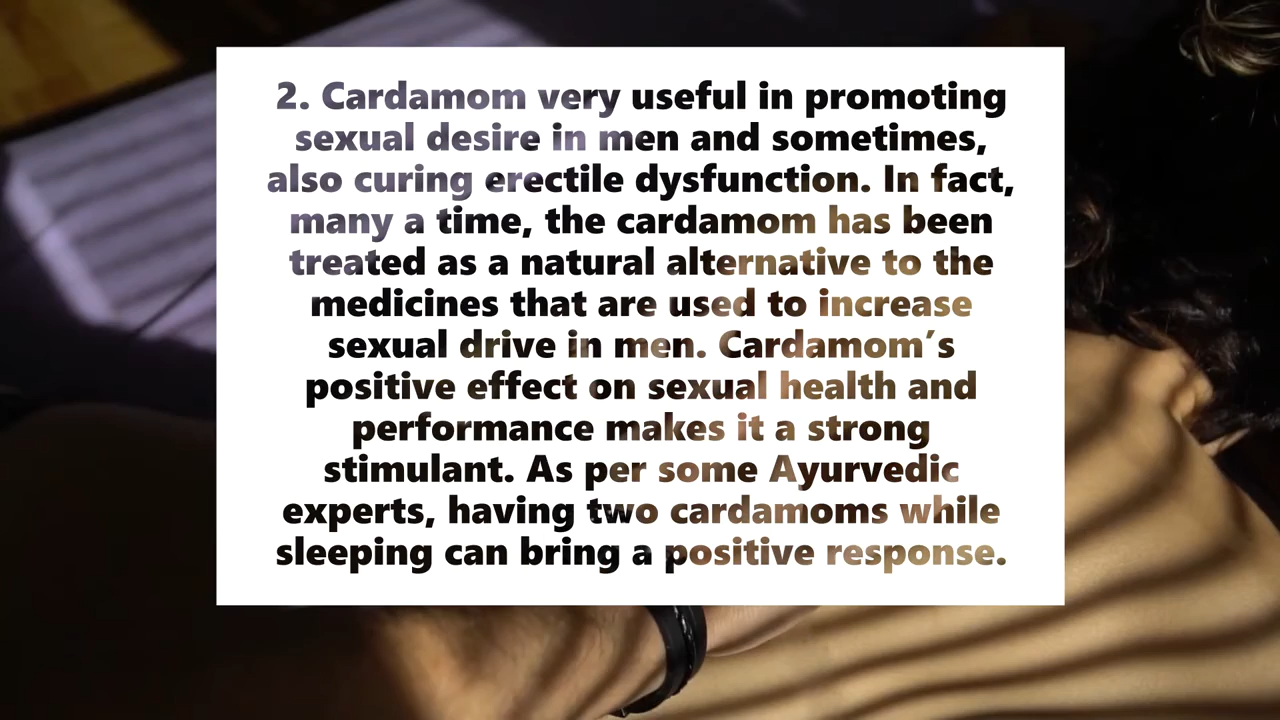 2. Cardamom very useful in promoting
sexual desire in men and sometimes,
also curing erectile dysfunction. In fact,
many a time, the cardamom has been
treated as a natural alternative to the
medicines that are used to increase
sexual drive in men. Cardamom´s
positive effect on sexual health and
performance makes it a strong
stimulant. As per some Ayurvedic
experts, having two cardamoms while
sleeping can bring a positive response.